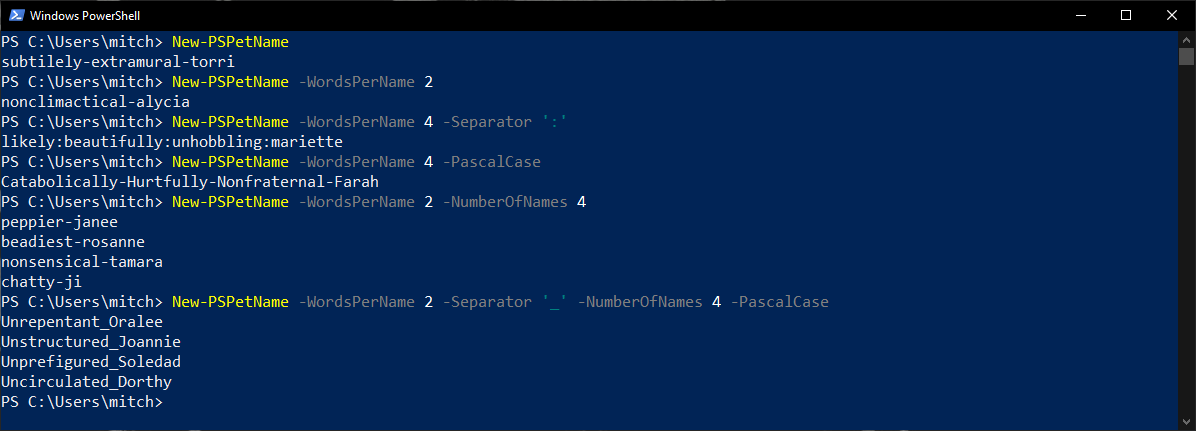 Windows PowerShell
PS C:\Users\mitch> New-PSPetName
subtilely-extramural-torri
PS C:\Users\mitch> New-PSPetName -WordsPerName 2
nonclimactical-alycia
PS C:\Users\mitch> New-PSPetName -WordsPerName 4 -Separator ':'
likely:beautifully:unhobbling:mariette
PS C:\Users\mitch> New-PSPetName -WordsPerName 4 -PascalCase
Catabolically-Hurtfully-Nonfraternal-Farah
PS C:\Users\mitch> New-PSPetName -WordsPerName 2 -NumberOfNames 4
peppier-janee
beadiest-rosanne
nonsensical-tamara
chatty-ji
PS C:\Users\mitch> New-PSPetName -WordsPerName 2 -Separator '_' -NumberOfNames 4 -PascalCase
Unrepentant_Oralee
Unstructured_Joannie
Unprefigured_Soledad
Uncirculated_Dorthy
PS C:\Users\mitch>